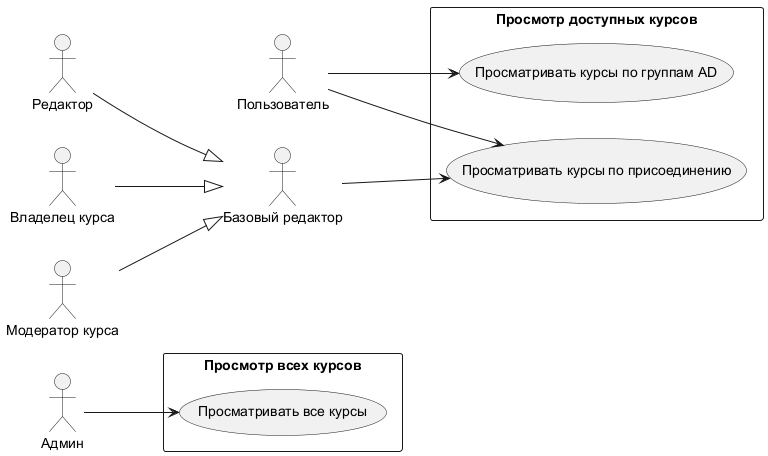 Просмотр доступных курсов
Просматривать курсы по группам AD
Редактор
Пользователь
Просматривать курсы по присоединению
Владелец курса
Базовый редактор
Модератор курса
Просмотр всех курсов
Просматривать все курсы
Админ